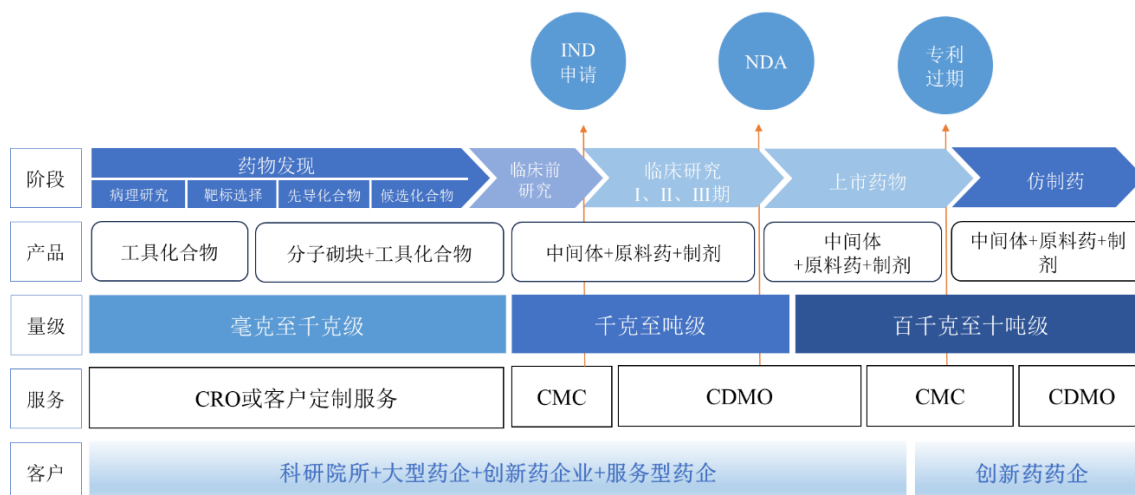 IND
申请
NDA
专利
过期
阶段
药物发现
病理研究
靶标选择
先导化合物
候选化合物
临床前
研究
临床研究
I、II、III期
上市药物
仿制药
产品
工具化合物
分子砌块+工具化合物
中间体+原料药+制剂
中间体
+原料药+制剂
中间体+原料药+制
剂
量级
毫克至千克级
千克至吨级
百千克至十吨级
服务
CRO或客户定制服务
CMC
CDMO
CMC
CDMO
客户
科研院所+大型药企+创新药企业+服务型药企
创新药药企